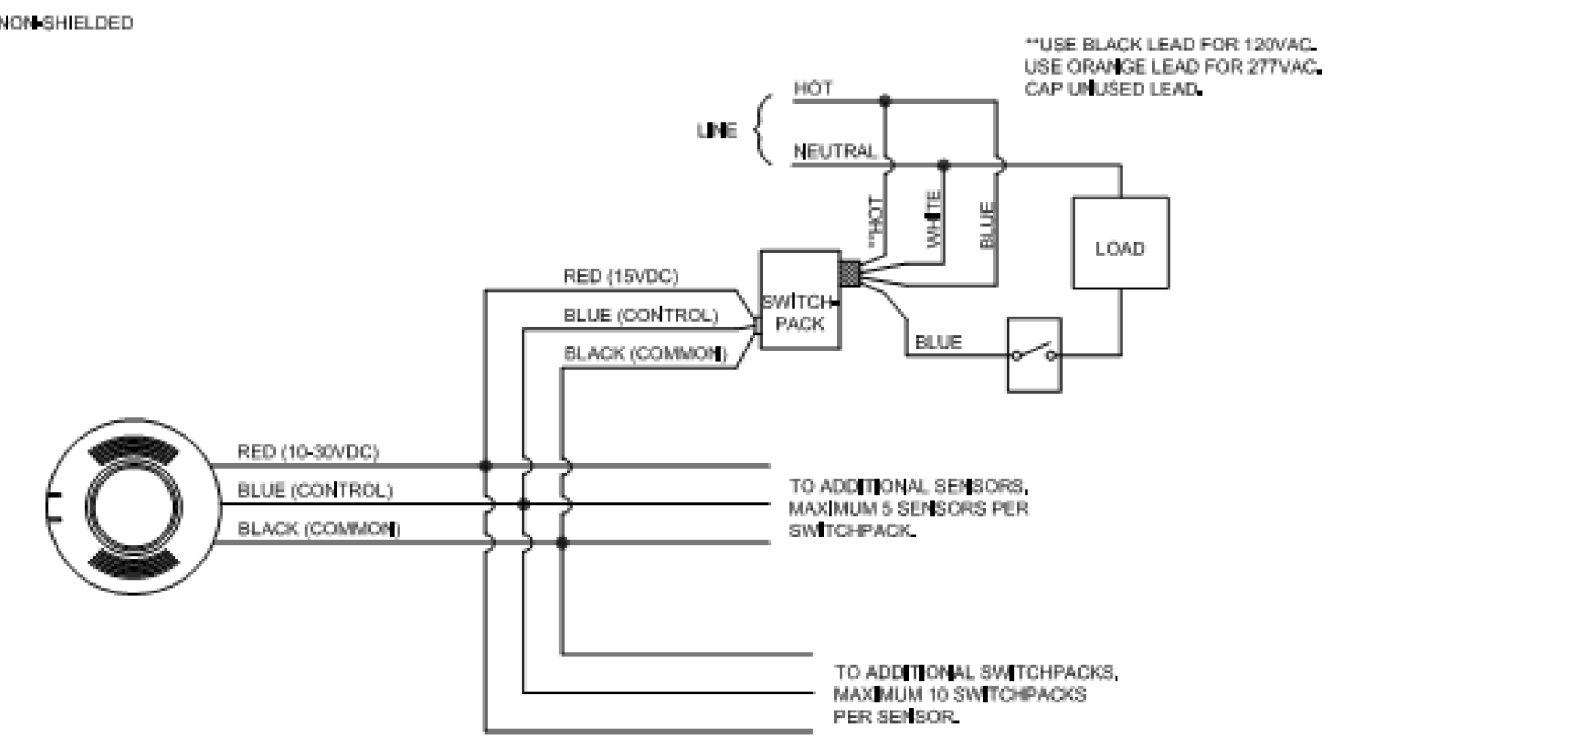 NON-SHIELDED
**USE BLACK LEAD FOR 120VAC.
USE ORANGE LEAD FOR 277VAC.
CAP UNUSED LEAD.
HOT
LINE
NEUTRAL
**HOT
WHITE
BLUE
LOAD
RED (15VDC)
SWITCH-
PACK
BLUE (CONTROL)
BLUE
BLACK (COMMON)
RED (10-30VDC)
BLUE (CONTROL)
BLACK (COMMON)
TO ADDITIONAL SENSORS,
MAXIMUM 5 SENSORS PER
SWITCHPACK.
TO ADDITIONAL SWITCHPACKS,
MAXIMUM 10 SWITCHPACKS
PER SENSOR.